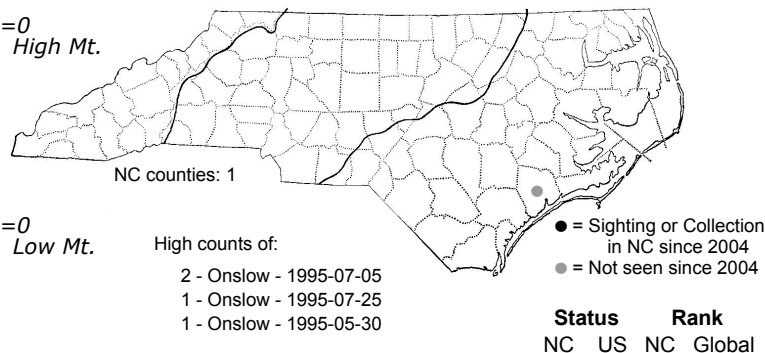 =0
High Mt.
NC counties: 1
=0
Low Mt.
High counts of:
2 - Onslow - 1995-07-05
1 - Onslow - 1995-07-25
1 - Onslow - 1995-05-30
● = Sighting or Collection
in NC since 2004
● = Not seen since 2004
Status Rank
NC US NC Global